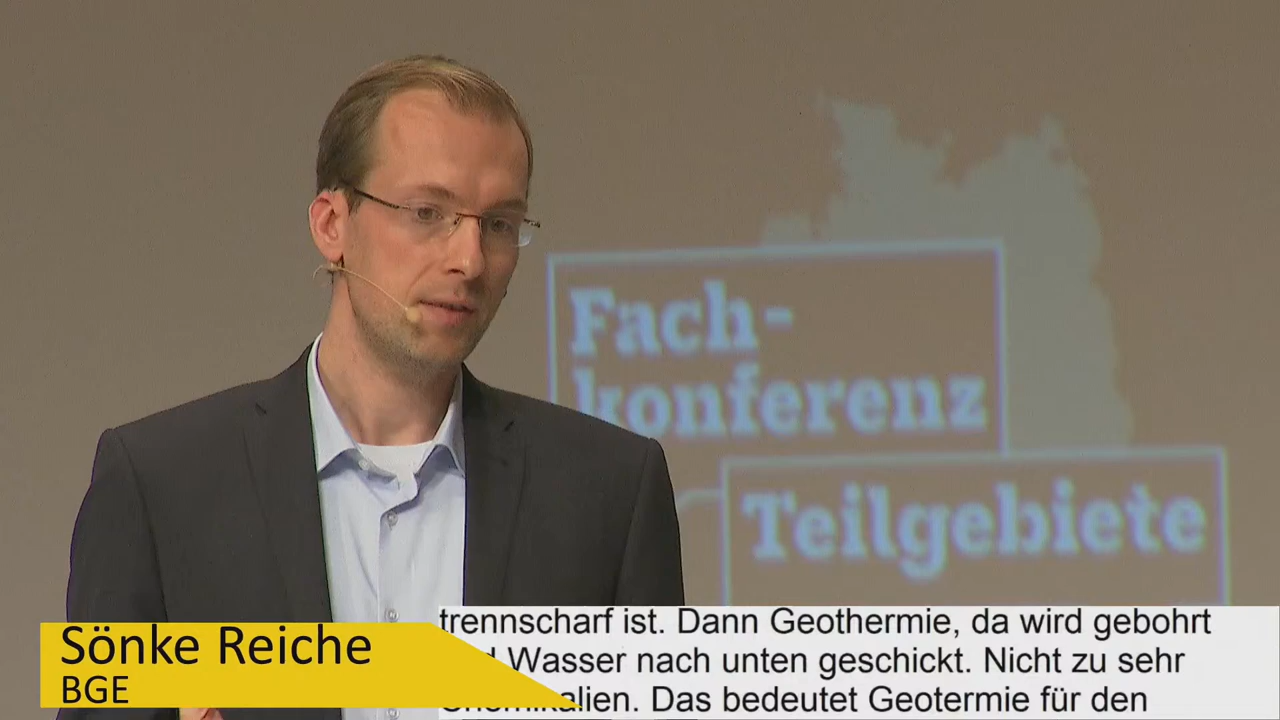 Fach-
konferenz
Teilgebiete
Sönke Reiche
BGE
trennscharf ist. Dann Geothermie, da wird gebohrt
Wasser nach unten geschickt. Nicht zu sehr
Das bedeutet Geotermie für den